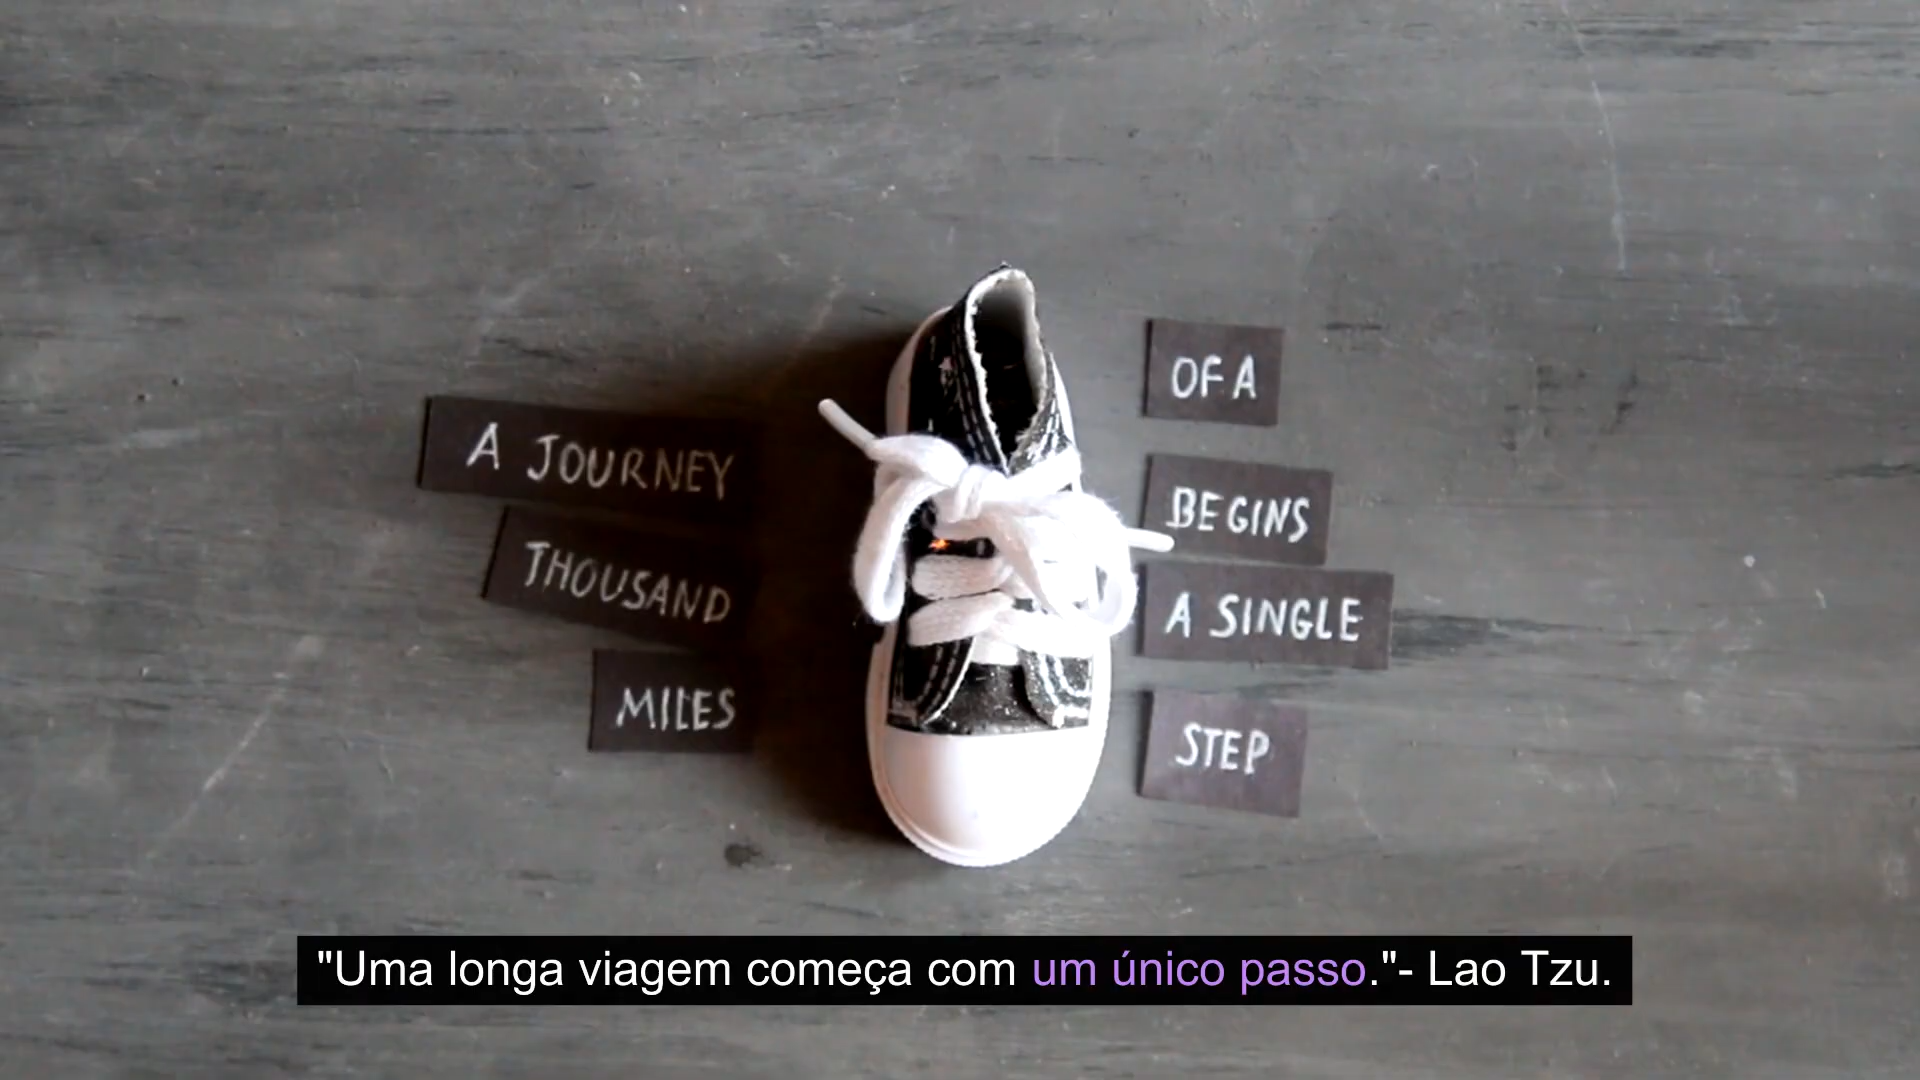 A JOURNEY
THOUSAND
MILES
OF A
BEGINS
A SINGLE
STEP
"Uma longa viagem começa com um único passo."- Lao Tzu.